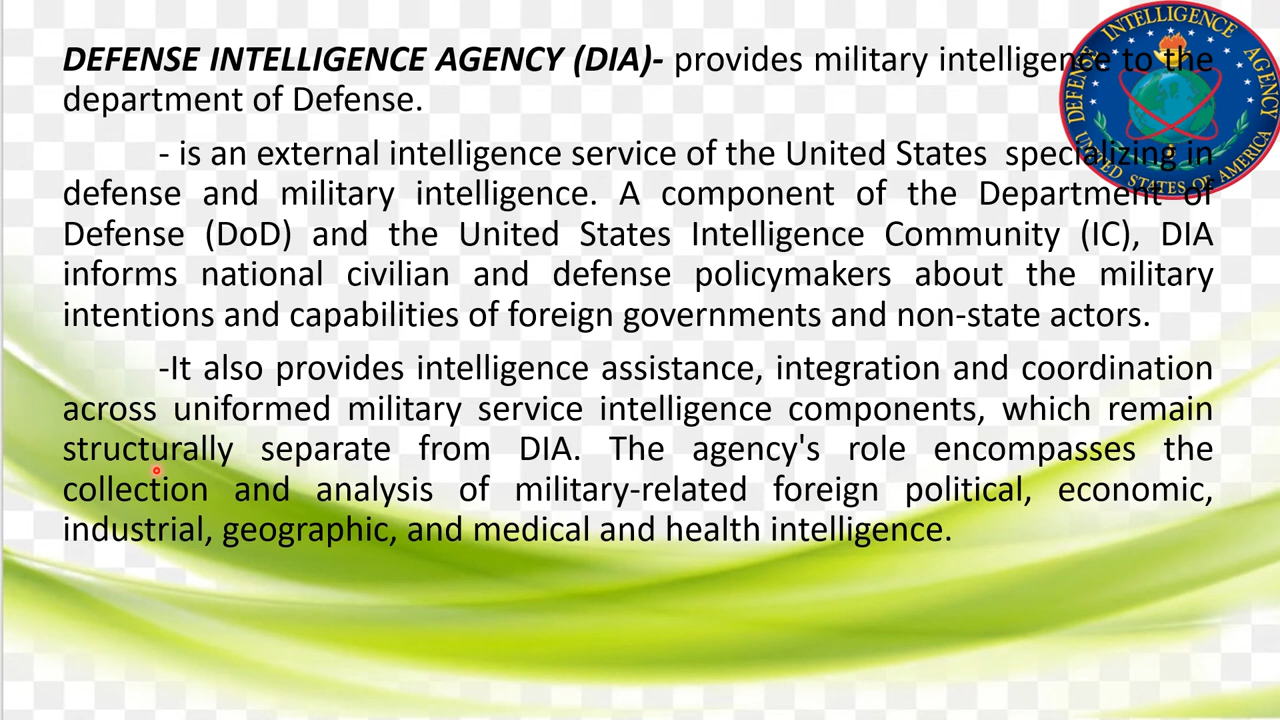 DEFENSE INTELLIGENCE AGENCY (DIA)- provides military intelligence to the
department of Defense.
- is an external intelligence service of the United States specializing in
defense and military intelligence. A component of the Department of
Defense (DoD) and the United States Intelligence Community (IC), DIA
informs national civilian and defense policymakers about the military
intentions and capabilities of foreign governments and non-state actors.
-It also provides intelligence assistance, integration and coordination
across uniformed military service intelligence components, which remain
structurally separate from DIA. The agency's role encompasses the
collection and analysis of military-related foreign political, economic,
industrial, geographic, and medical and health intelligence.
DEFENSE INTELLIGENCE AGENCY
UNITED STATES OF AMERICA